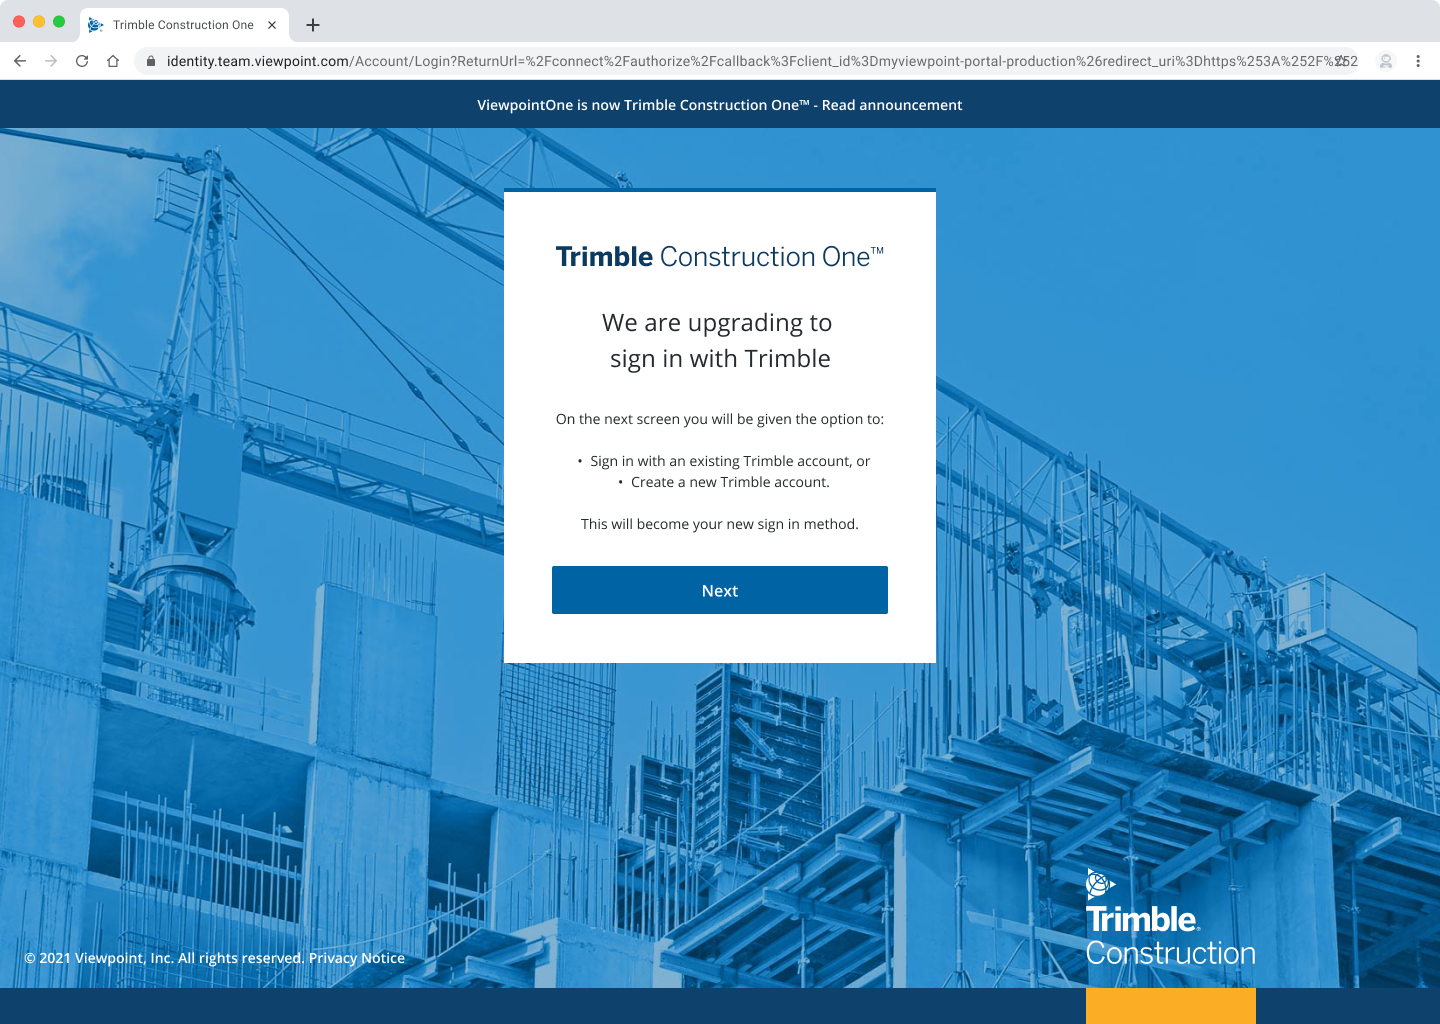 Trimble Construction One
identity.team.viewpoint.com/Account/Login?ReturnUrl=%2Fconnect%2Fauthorize%2Fcallback%3Fclient_id%3Dmyviewpoint-portal-production%26redirect_uri%3Dhttps%253A%252F%252
ViewpointOne is now Trimble Construction One™ - Read announcement
Trimble Construction One™
We are upgrading to
sign in with Trimble
On the next screen you will be given the option to:
• Sign in with an existing Trimble account, or
• Create a new Trimble account.
This will become your new sign in method.
Next
Trimble®
Construction
© 2021 Viewpoint, Inc. All rights reserved. Privacy Notice